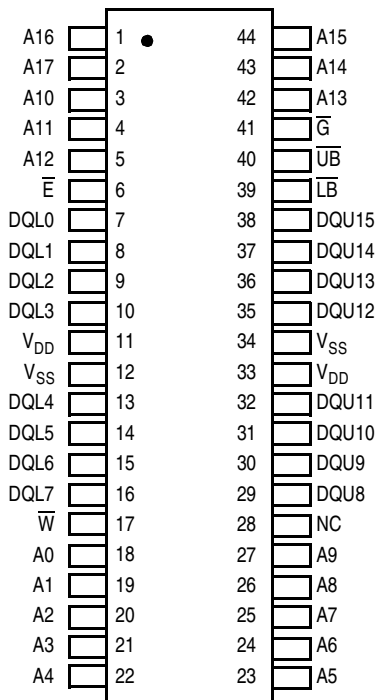 A16 1 44 A15
A17 2 43 A14
A10 3 42 A13
A11 4 41 G̅
A12 5 40 U̅B̅
E̅ 6 39 L̅B̅
DQL0 7 38 DQU15
DQL1 8 37 DQU14
DQL2 9 36 DQU13
DQL3 10 35 DQU12
VDD 11 34 VSS
VSS 12 33 VDD
DQL4 13 32 DQU11
DQL5 14 31 DQU10
DQL6 15 30 DQU9
DQL7 16 29 DQU8
W̅ 17 28 NC
A0 18 27 A9
A1 19 26 A8
A2 20 25 A7
A3 21 24 A6
A4 22 23 A5